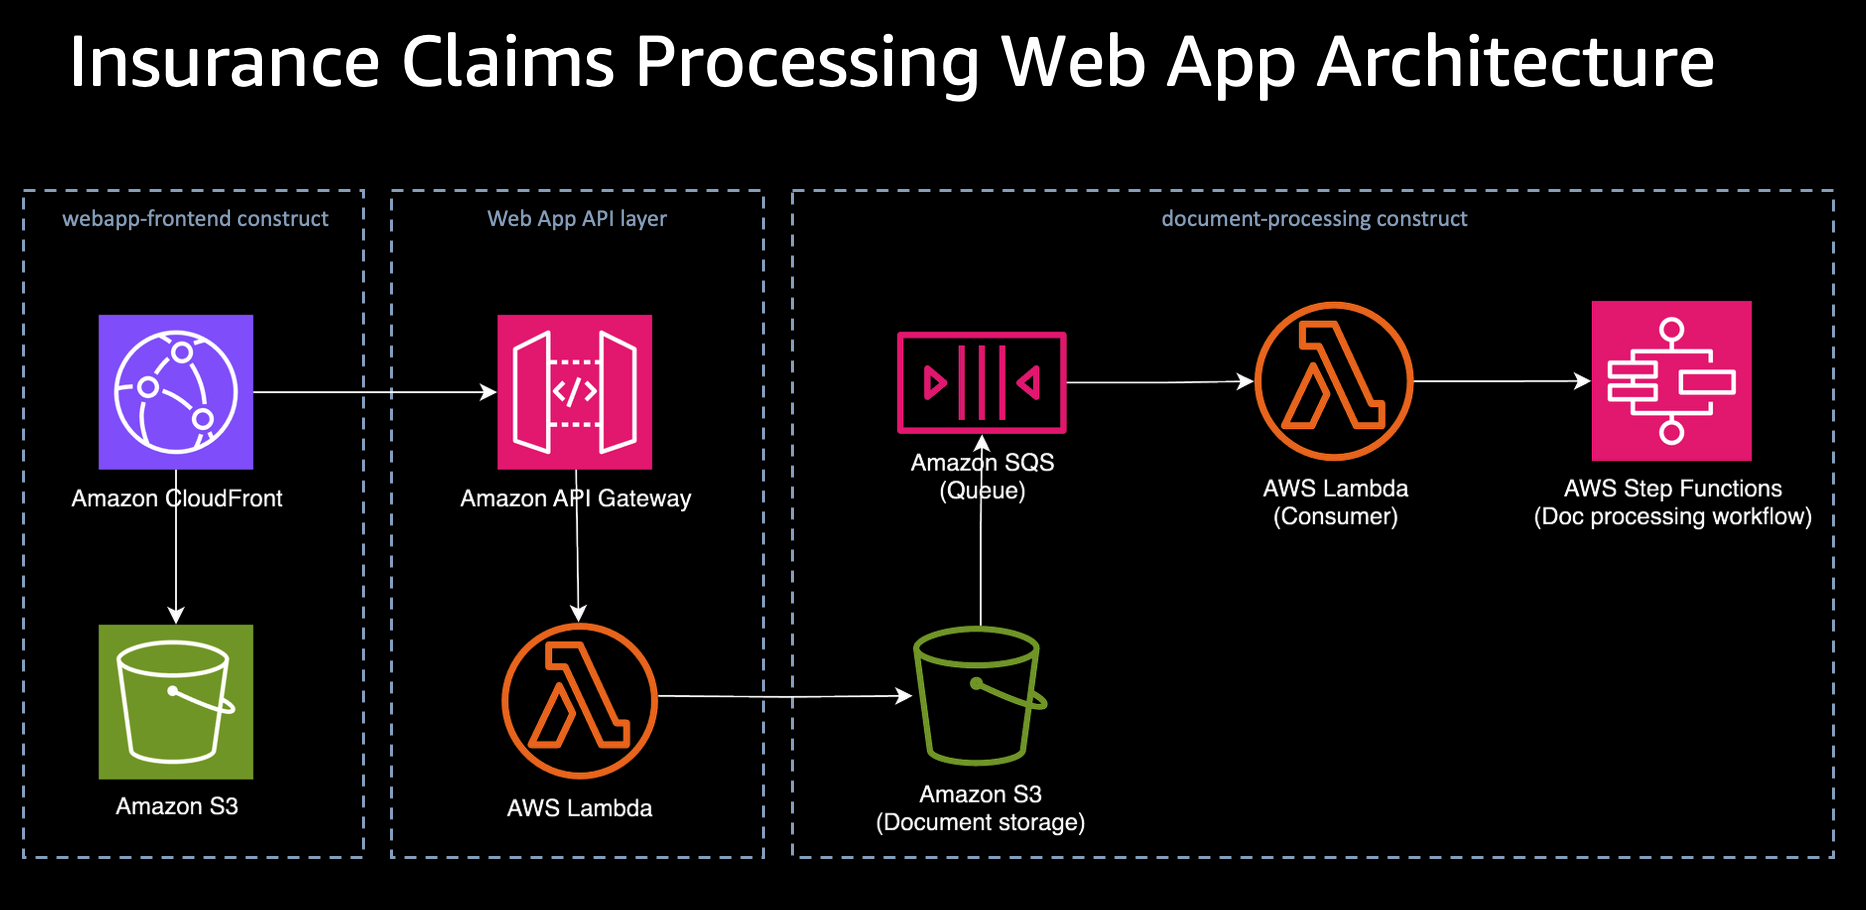 Insurance Claims Processing Web App Architecture
webapp-frontend construct
Amazon CloudFront
Amazon S3
Web App API layer
Amazon API Gateway
</>
AWS Lambda
document-processing construct
Amazon SQS
(Queue)
AWS Lambda
(Consumer)
AWS Step Functions
(Doc processing workflow)
Amazon S3
(Document storage)